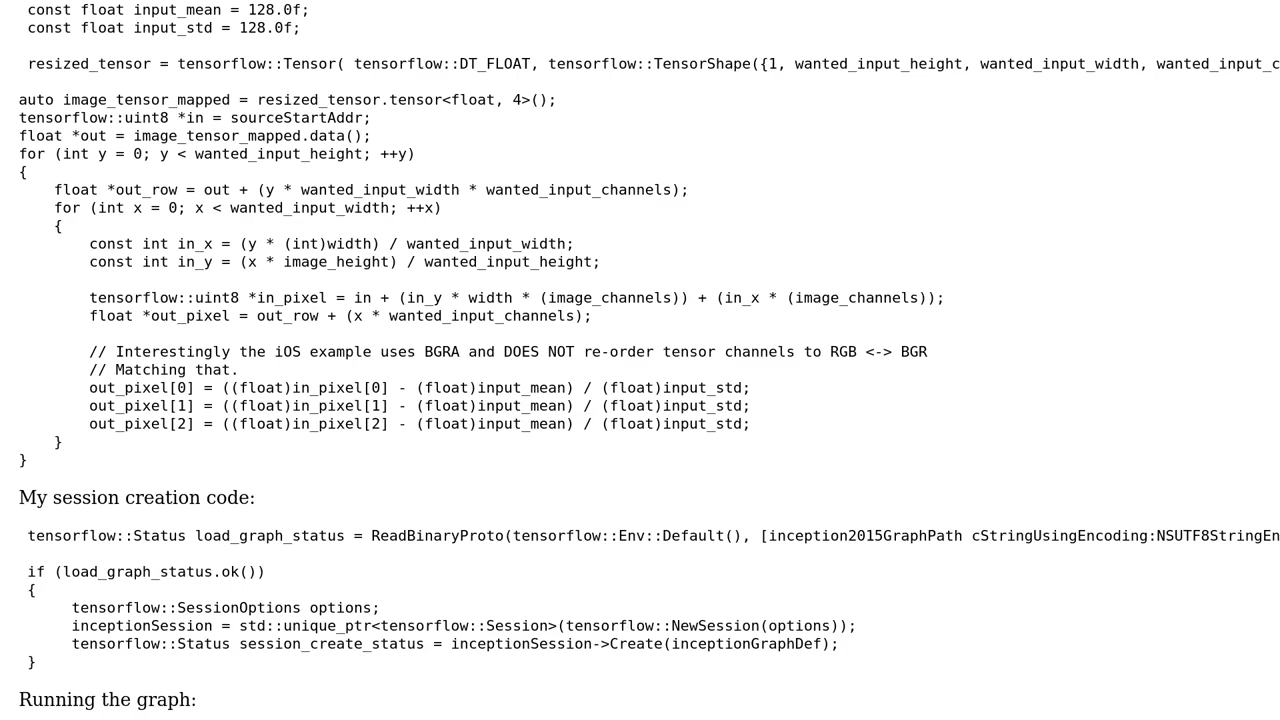 const float input_mean = 128.0f;
const float input_std = 128.0f;
resized_tensor = tensorflow::Tensor( tensorflow::DT_FLOAT, tensorflow::TensorShape({1, wanted_input_height, wanted_input_width, wanted_input_c
auto image_tensor_mapped = resized_tensor.tensor<float, 4>();
tensorflow::uint8 *in = sourceStartAddr;
float *out = image_tensor_mapped.data();
for (int y = 0; y < wanted_input_height; ++y)
{
float *out_row = out + (y * wanted_input_width * wanted_input_channels);
for (int x = 0; x < wanted_input_width; ++x)
{
const int in_x = (y * (int)width) / wanted_input_width;
const int in_y = (x * image_height) / wanted_input_height;
tensorflow::uint8 *in_pixel = in + (in_y * width * (image_channels)) + (in_x * (image_channels));
float *out_pixel = out_row + (x * wanted_input_channels);
// Interestingly the iOS example uses BGRA and DOES NOT re-order tensor channels to RGB <-> BGR
// Matching that.
out_pixel[0] = ((float)in_pixel[0] - (float)input_mean) / (float)input_std;
out_pixel[1] = ((float)in_pixel[1] - (float)input_mean) / (float)input_std;
out_pixel[2] = ((float)in_pixel[2] - (float)input_mean) / (float)input_std;
}
}
My session creation code:
tensorflow::Status load_graph_status = ReadBinaryProto(tensorflow::Env::Default(), [inception2015GraphPath cStringUsingEncoding:NSUTF8StringEn
if (load_graph_status.ok())
{
tensorflow::SessionOptions options;
inceptionSession = std::unique_ptr<tensorflow::Session>(tensorflow::NewSession(options));
tensorflow::Status session_create_status = inceptionSession->Create(inceptionGraphDef);
}
Running the graph: